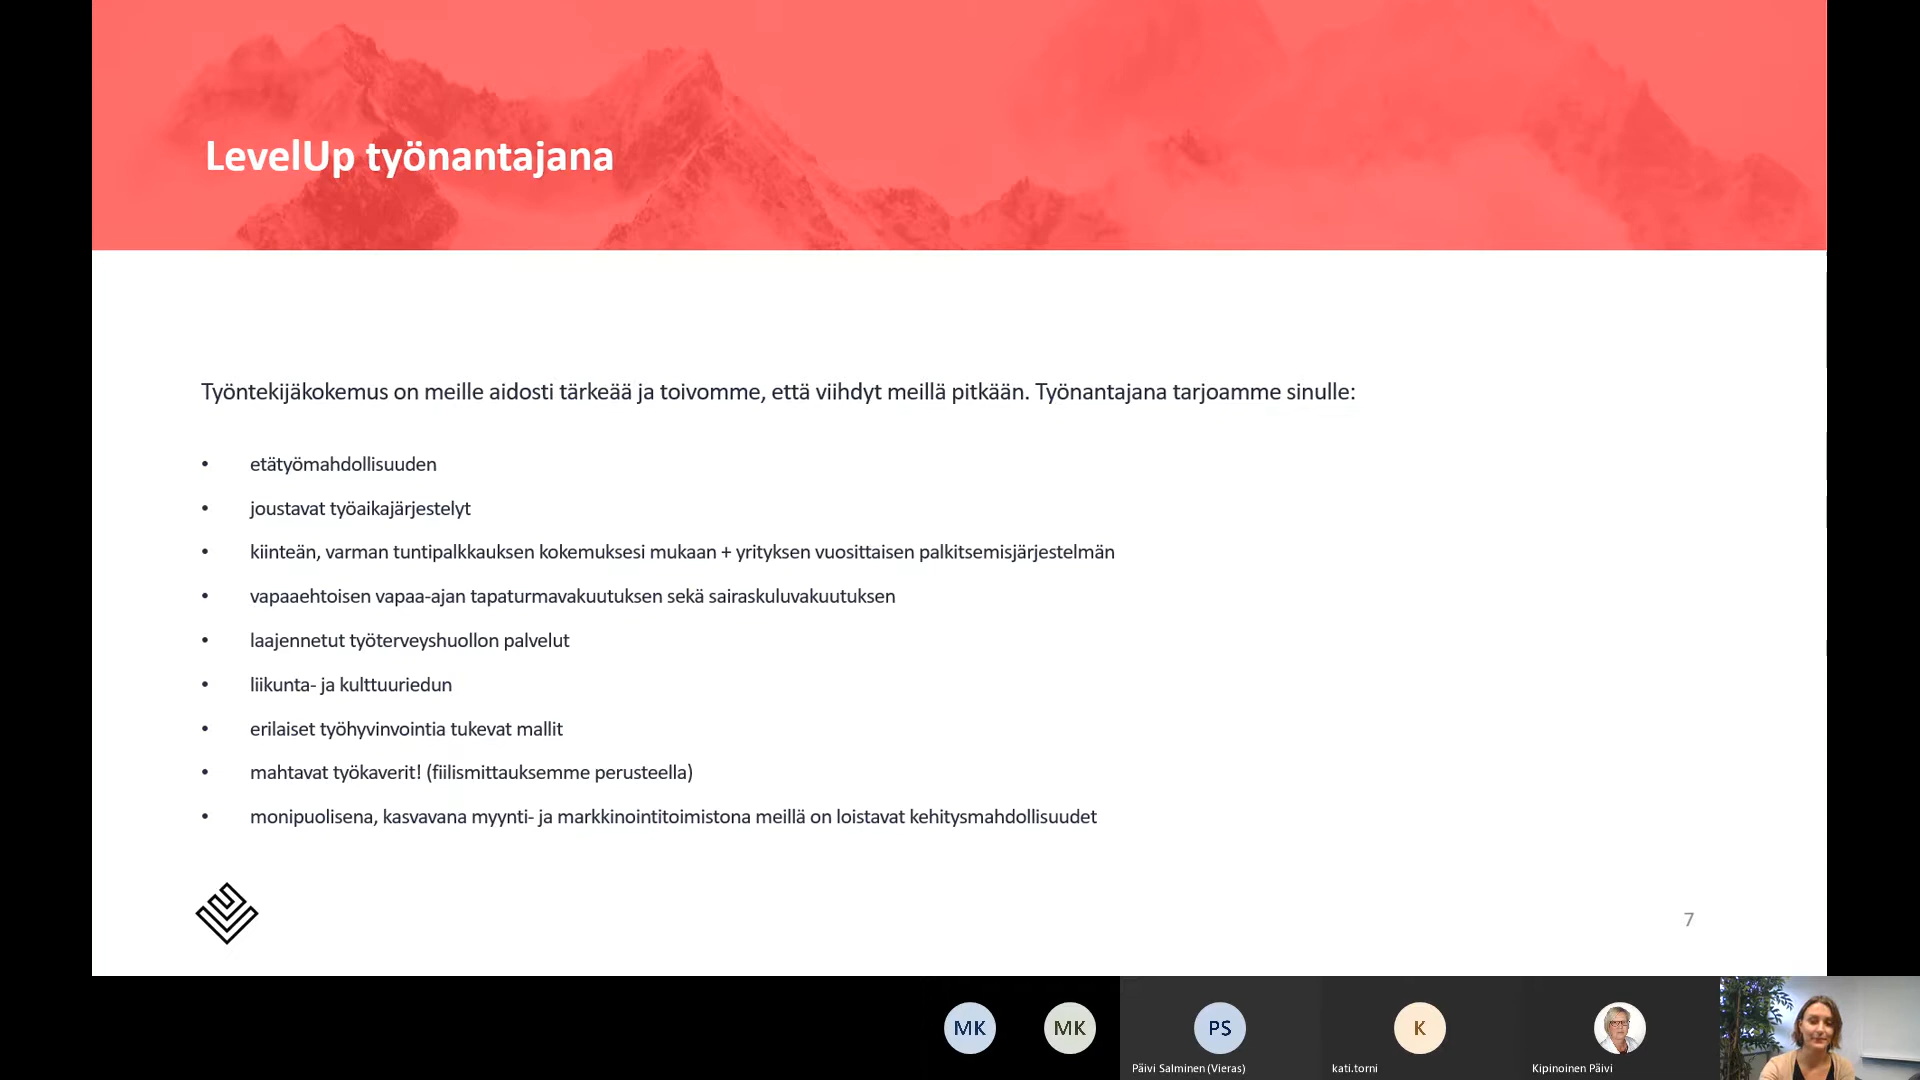 LevelUp työnantajana
Työntekijäkokemus on meille aidosti tärkeää ja toivomme, että viihdyt meillä pitkään. Työnantajana tarjoamme sinulle:
• etätyömahdollisuuden
• joustavat työaikajärjestelyt
• kiinteän, varman tuntipalkkauksen kokemuksesi mukaan + yrityksen vuosittaisen palkitsemisjärjestelmän
• vapaaehtoisen vapaa-ajan tapaturmavakuutuksen sekä sairaskuluvakuutuksen
• laajennetut työterveyshuollon palvelut
• liikunta- ja kulttuuriedun
• erilaiset työhyvinvointia tukevat mallit
• mahtavat työkaverit! (fiilismittauksemme perusteella)
• monipuolisena, kasvavana myynti- ja markkinointitoimistona meillä on loistavat kehitysmahdollisuudet
7
MK
MK
PS
K
Päivi Salminen (Vieras)
kati.torni
Kipinoinen Päivi